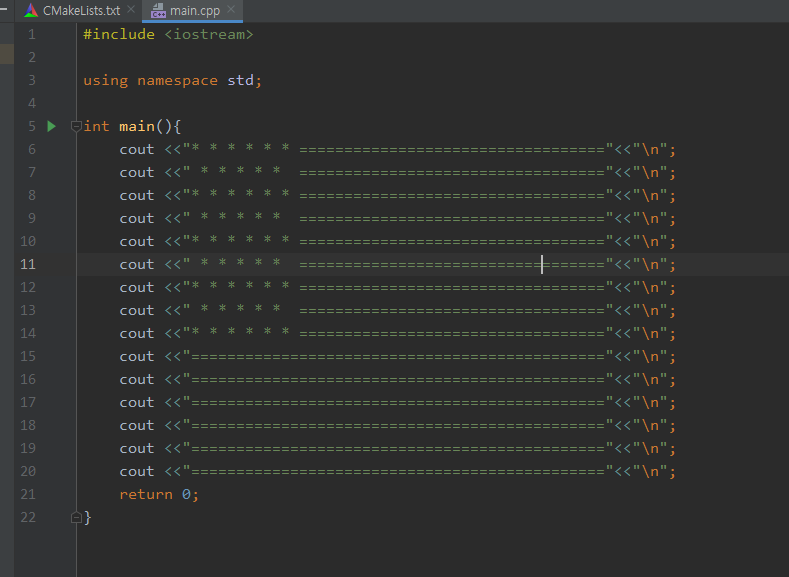 CMakeLists.txt × main.cpp ×
1 #include <iostream>
2
3 using namespace std;
4
5 int main(){
6 cout <<"* * * * * * =================================="<<"\n";
7 cout <<" * * * * *  =================================="<<"\n";
8 cout <<"* * * * * * =================================="<<"\n";
9 cout <<" * * * * *  =================================="<<"\n";
10 cout <<"* * * * * * =================================="<<"\n";
11 cout <<" * * * * *  =================================="<<"\n";
12 cout <<"* * * * * * =================================="<<"\n";
13 cout <<" * * * * *  =================================="<<"\n";
14 cout <<"* * * * * * =================================="<<"\n";
15 cout <<"=============================================="<<"\n";
16 cout <<"=============================================="<<"\n";
17 cout <<"=============================================="<<"\n";
18 cout <<"=============================================="<<"\n";
19 cout <<"=============================================="<<"\n";
20 cout <<"=============================================="<<"\n";
21 return 0;
22 }